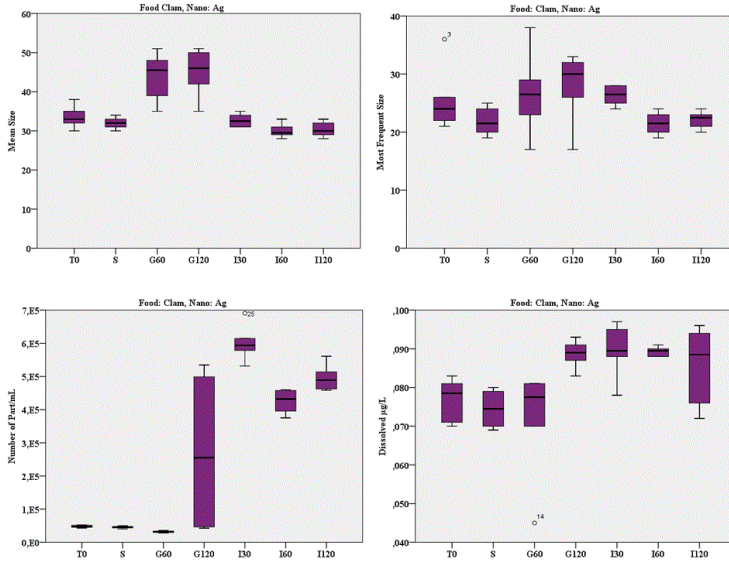 Food Clam, Nano: Ag
Mean Size
60
50
40
30
20
10
0
T0 S G60 G120 I30 I60 I120
Food: Clam, Nano: Ag
Most Frequent Size
40
30
20
10
0
3
T0 S G60 G120 I30 I60 I120
Food: Clam, Nano: Ag
Number of Part/mL
7,E5
6,E5
5,E5
4,E5
3,E5
2,E5
1,E5
0,E0
25
T0 S G60 G120 I30 I60 I120
Food: Clam, Nano: Ag
Dissolved µg/L
,100
,090
,080
,070
,060
,050
,040
14
T0 S G60 G120 I30 I60 I120